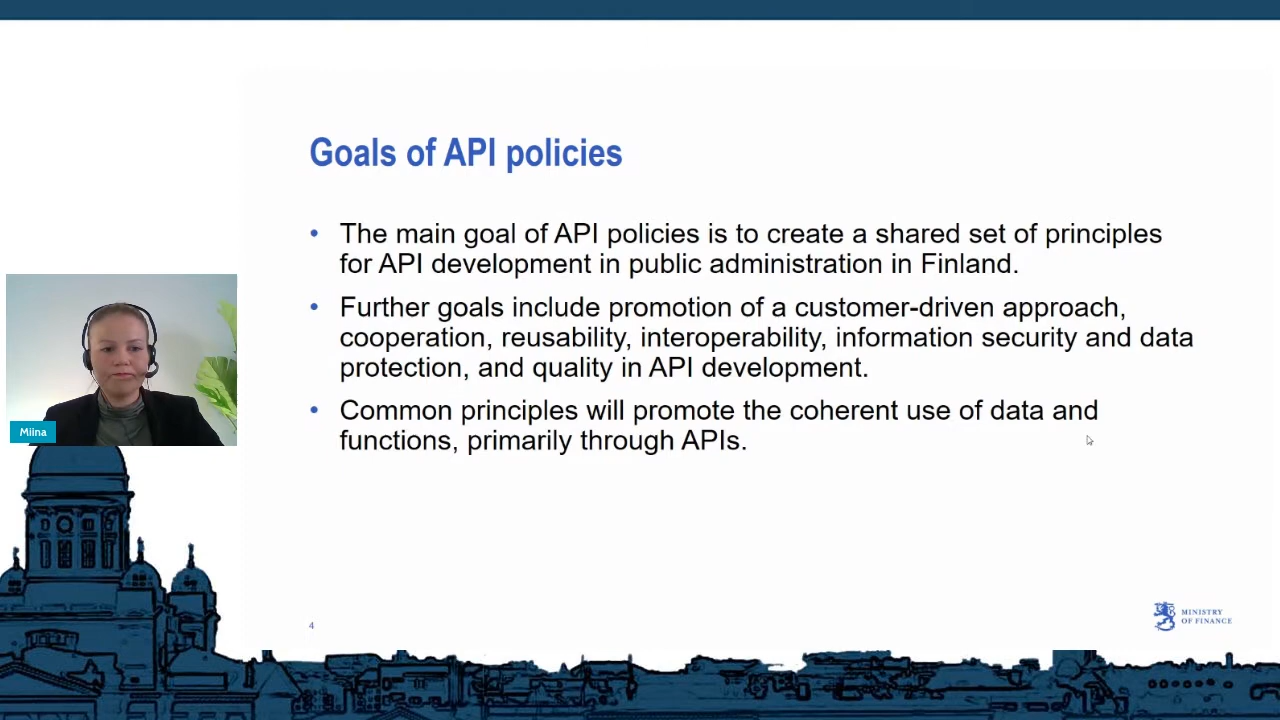 Goals of API policies
• The main goal of API policies is to create a shared set of principles
for API development in public administration in Finland.
• Further goals include promotion of a customer-driven approach,
cooperation, reusability, interoperability, information security and data
protection, and quality in API development.
• Common principles will promote the coherent use of data and
functions, primarily through APIs.
Miina
4
MINISTRY
OF FINANCE